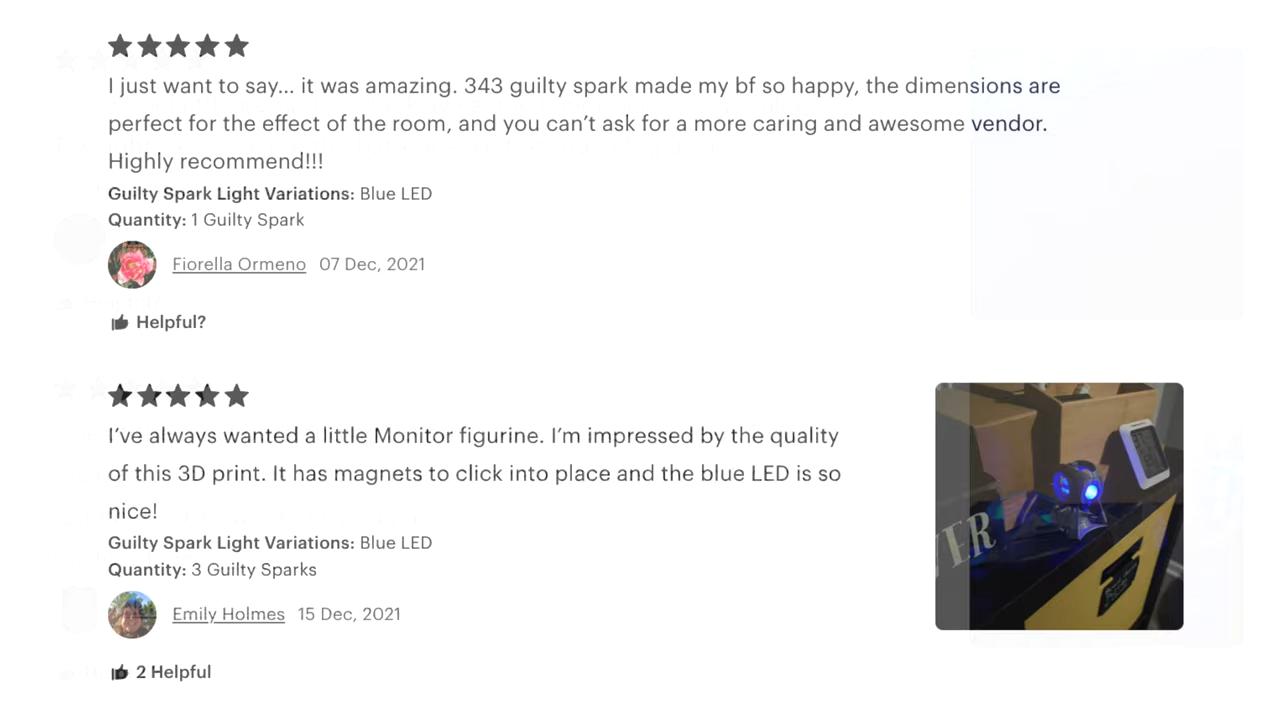 I just want to say... it was amazing. 343 guilty spark made my bf so happy, the dimensions are
perfect for the effect of the room, and you can't ask for a more caring and awesome vendor.
Highly recommend!!!
Guilty Spark Light Variations: Blue LED
Quantity: 1 Guilty Spark
Fiorella Ormeno 07 Dec, 2021
Helpful?
I've always wanted a little Monitor figurine. I'm impressed by the quality
of this 3D print. It has magnets to click into place and the blue LED is so
nice!
Guilty Spark Light Variations: Blue LED
Quantity: 3 Guilty Sparks
Emily Holmes 15 Dec, 2021
2 Helpful
VER